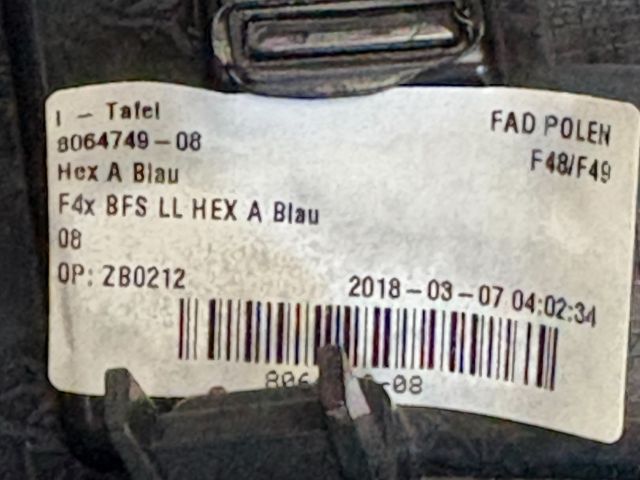 I - Tafel
FAD POLEN
8064749-08
F48/F49
Hex A Blau
F4x BFS LL HEX A Blau
08
OP: ZB0212
2018-03-07 04:02:34